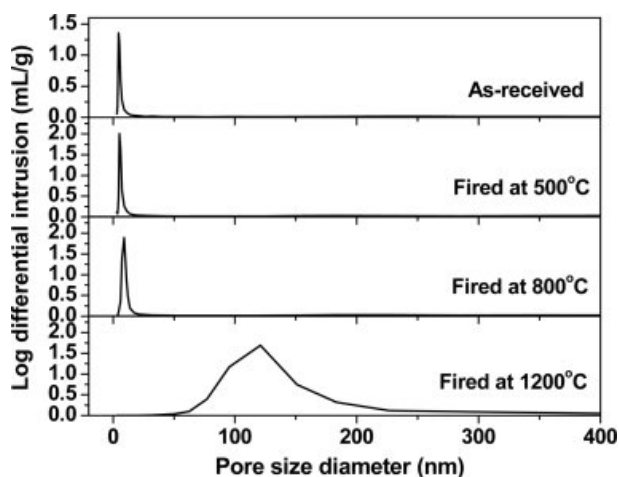 Log differential intrusion (mL/g)
1.5
1.0
0.5
0.0
As-received
2.0
1.5
1.0
0.5
0.0
Fired at 500°C
2.0
1.5
1.0
0.5
0.0
Fired at 800°C
2.0
1.5
1.0
0.5
0.0
Fired at 1200°C
0 100 200 300 400
Pore size diameter (nm)